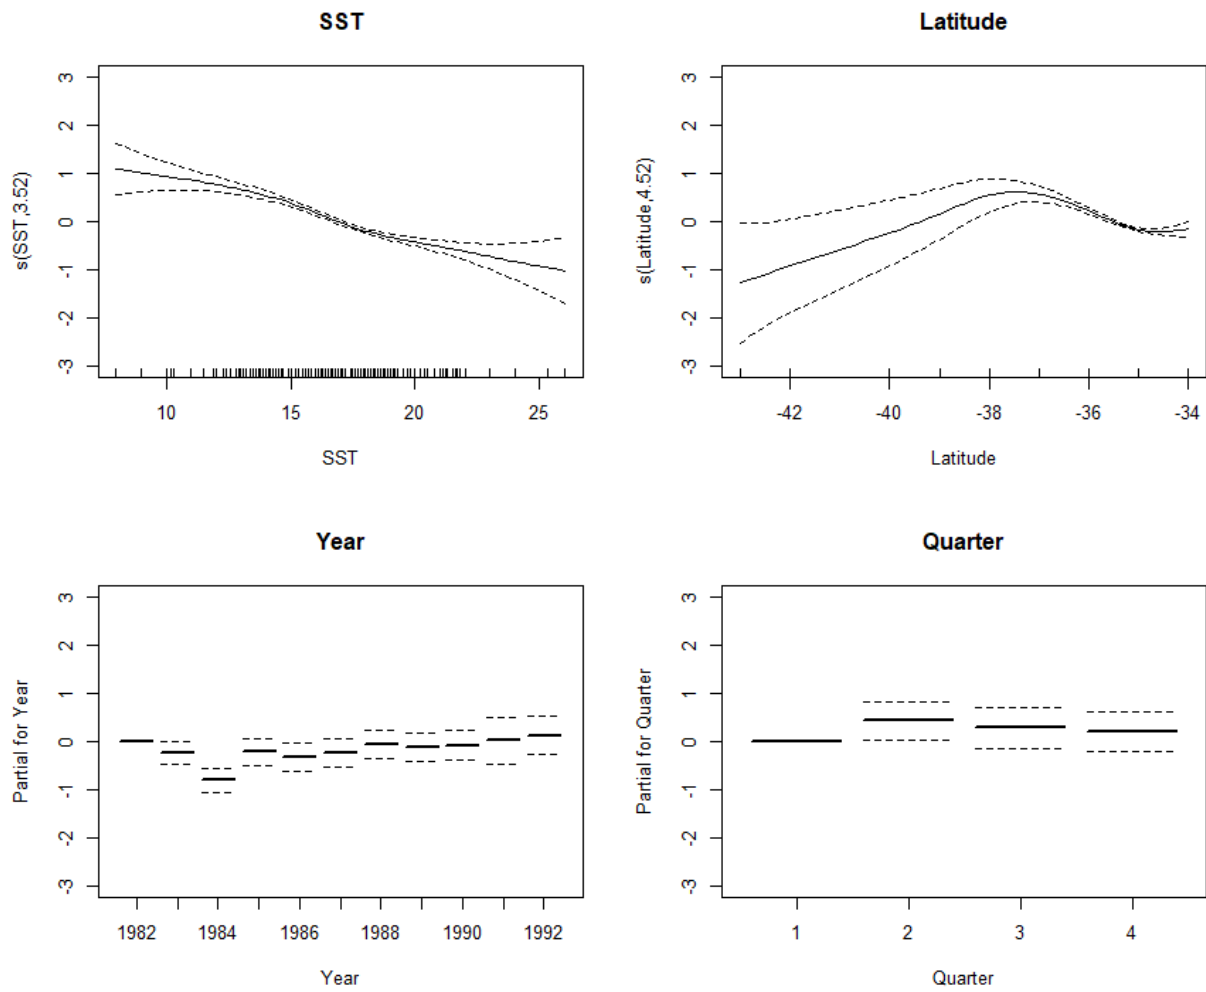 SST
s(SST,3.52)
3
2
1
0
-1
-2
-3
10 15 20 25
SST
Latitude
s(Latitude,4.52)
3
2
1
0
-1
-2
-3
-42 -40 -38 -36 -34
Latitude
Year
Partial for Year
3
2
1
0
-1
-2
-3
1982 1984 1986 1988 1990 1992
Year
Quarter
Partial for Quarter
3
2
1
0
-1
-2
-3
1 2 3 4
Quarter